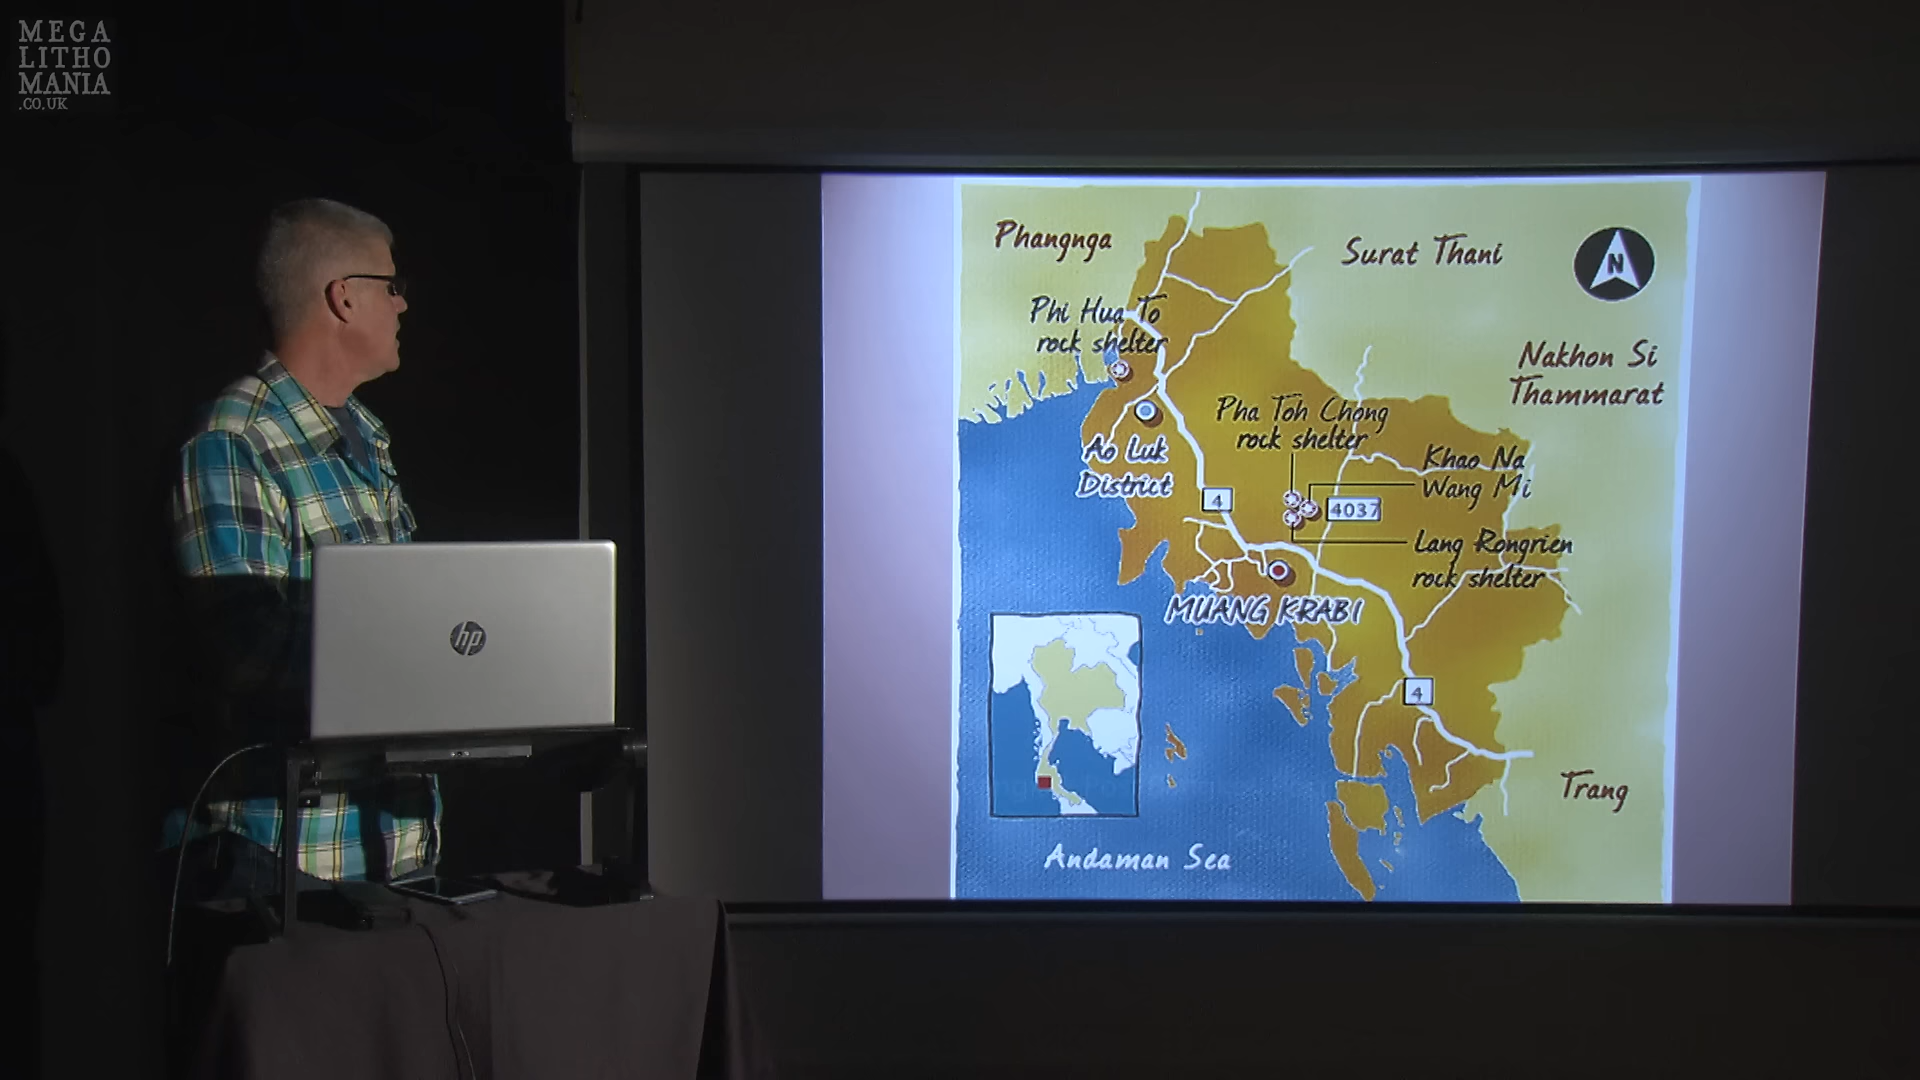 MEGA
LITHO
MANIA
.CO.UK
Phangnga
Surat Thani
N
Phi Hua To
rock shelter
Nakhon Si
Thammarat
Pha Toh Chong
rock shelter
Ao Luk
District
Khao Na
Wang Mi
4
4037
Lang Rongrien
rock shelter
MUANG KRABI
hp
4
Trang
Andaman Sea